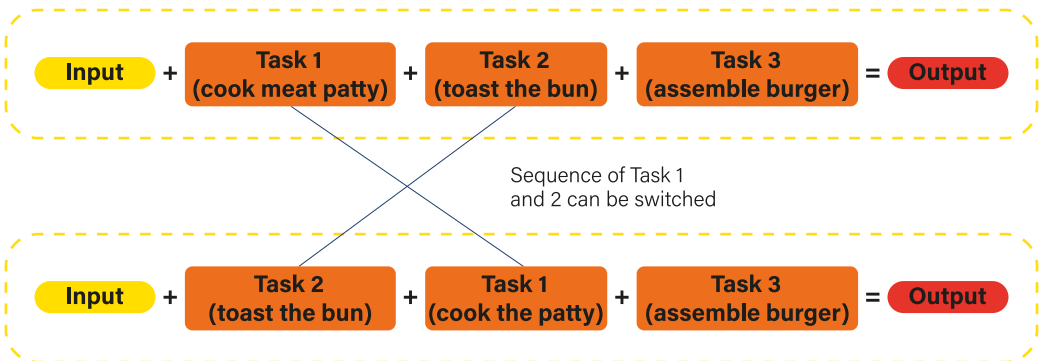 Input + Task 1 (cook meat patty) + Task 2 (toast the bun) + Task 3 (assemble burger) = Output
Sequence of Task 1
and 2 can be switched
Input + Task 2 (toast the bun) + Task 1 (cook the patty) + Task 3 (assemble burger) = Output